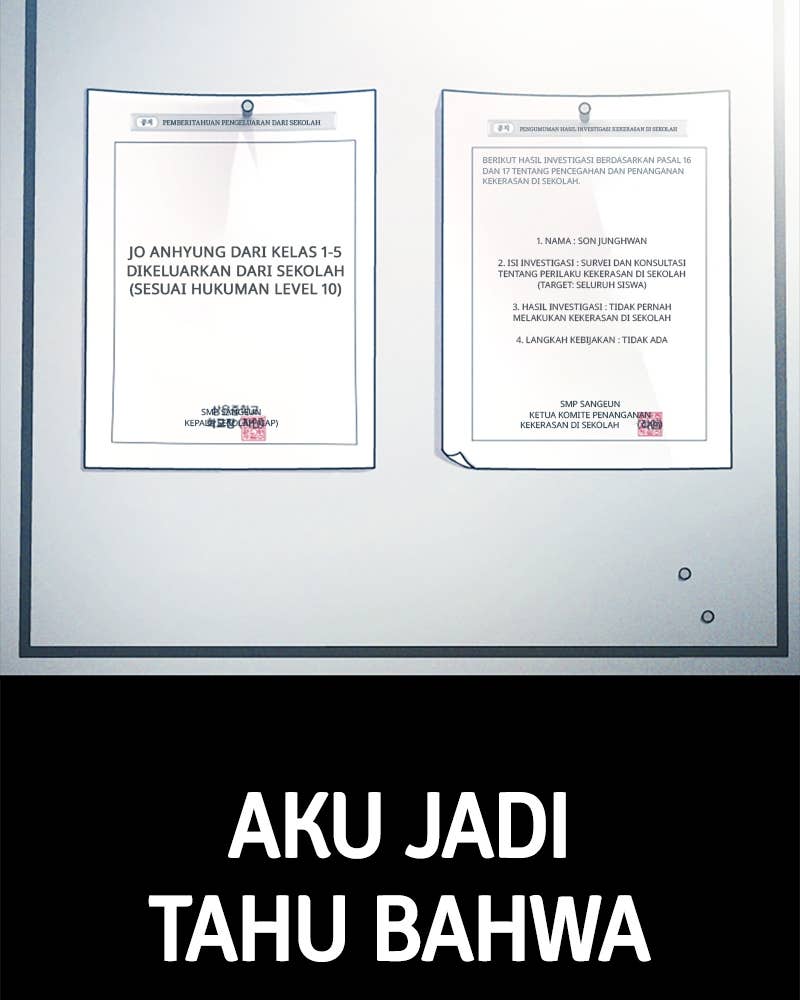 공지 PEMBERITAHUAN PENGELUARAN DARI SEKOLAH
JO ANHYUNG DARI KELAS 1-5
DIKELUARKAN DARI SEKOLAH
(SESUAI HUKUMAN LEVEL 10)
SMP SANGEUN
KEPALA SEKOLAH (CAP)
공지 PENGUMUMAN HASIL INVESTIGASI KEKERASAN DI SEKOLAH
BERIKUT HASIL INVESTIGASI BERDASARKAN PASAL 16
DAN 17 TENTANG PENCEGAHAN DAN PENANGANAN
KEKERASAN DI SEKOLAH.
1. NAMA : SON JUNGHWAN
2. ISI INVESTIGASI : SURVEI DAN KONSULTASI
TENTANG PERILAKU KEKERASAN DI SEKOLAH
(TARGET: SELURUH SISWA)
3. HASIL INVESTIGASI : TIDAK PERNAH
MELAKUKAN KEKERASAN DI SEKOLAH
4. LANGKAH KEBIJAKAN : TIDAK ADA
SMP SANGEUN
KETUA KOMITE PENANGANAN
KEKERASAN DI SEKOLAH
AKU JADI
TAHU BAHWA